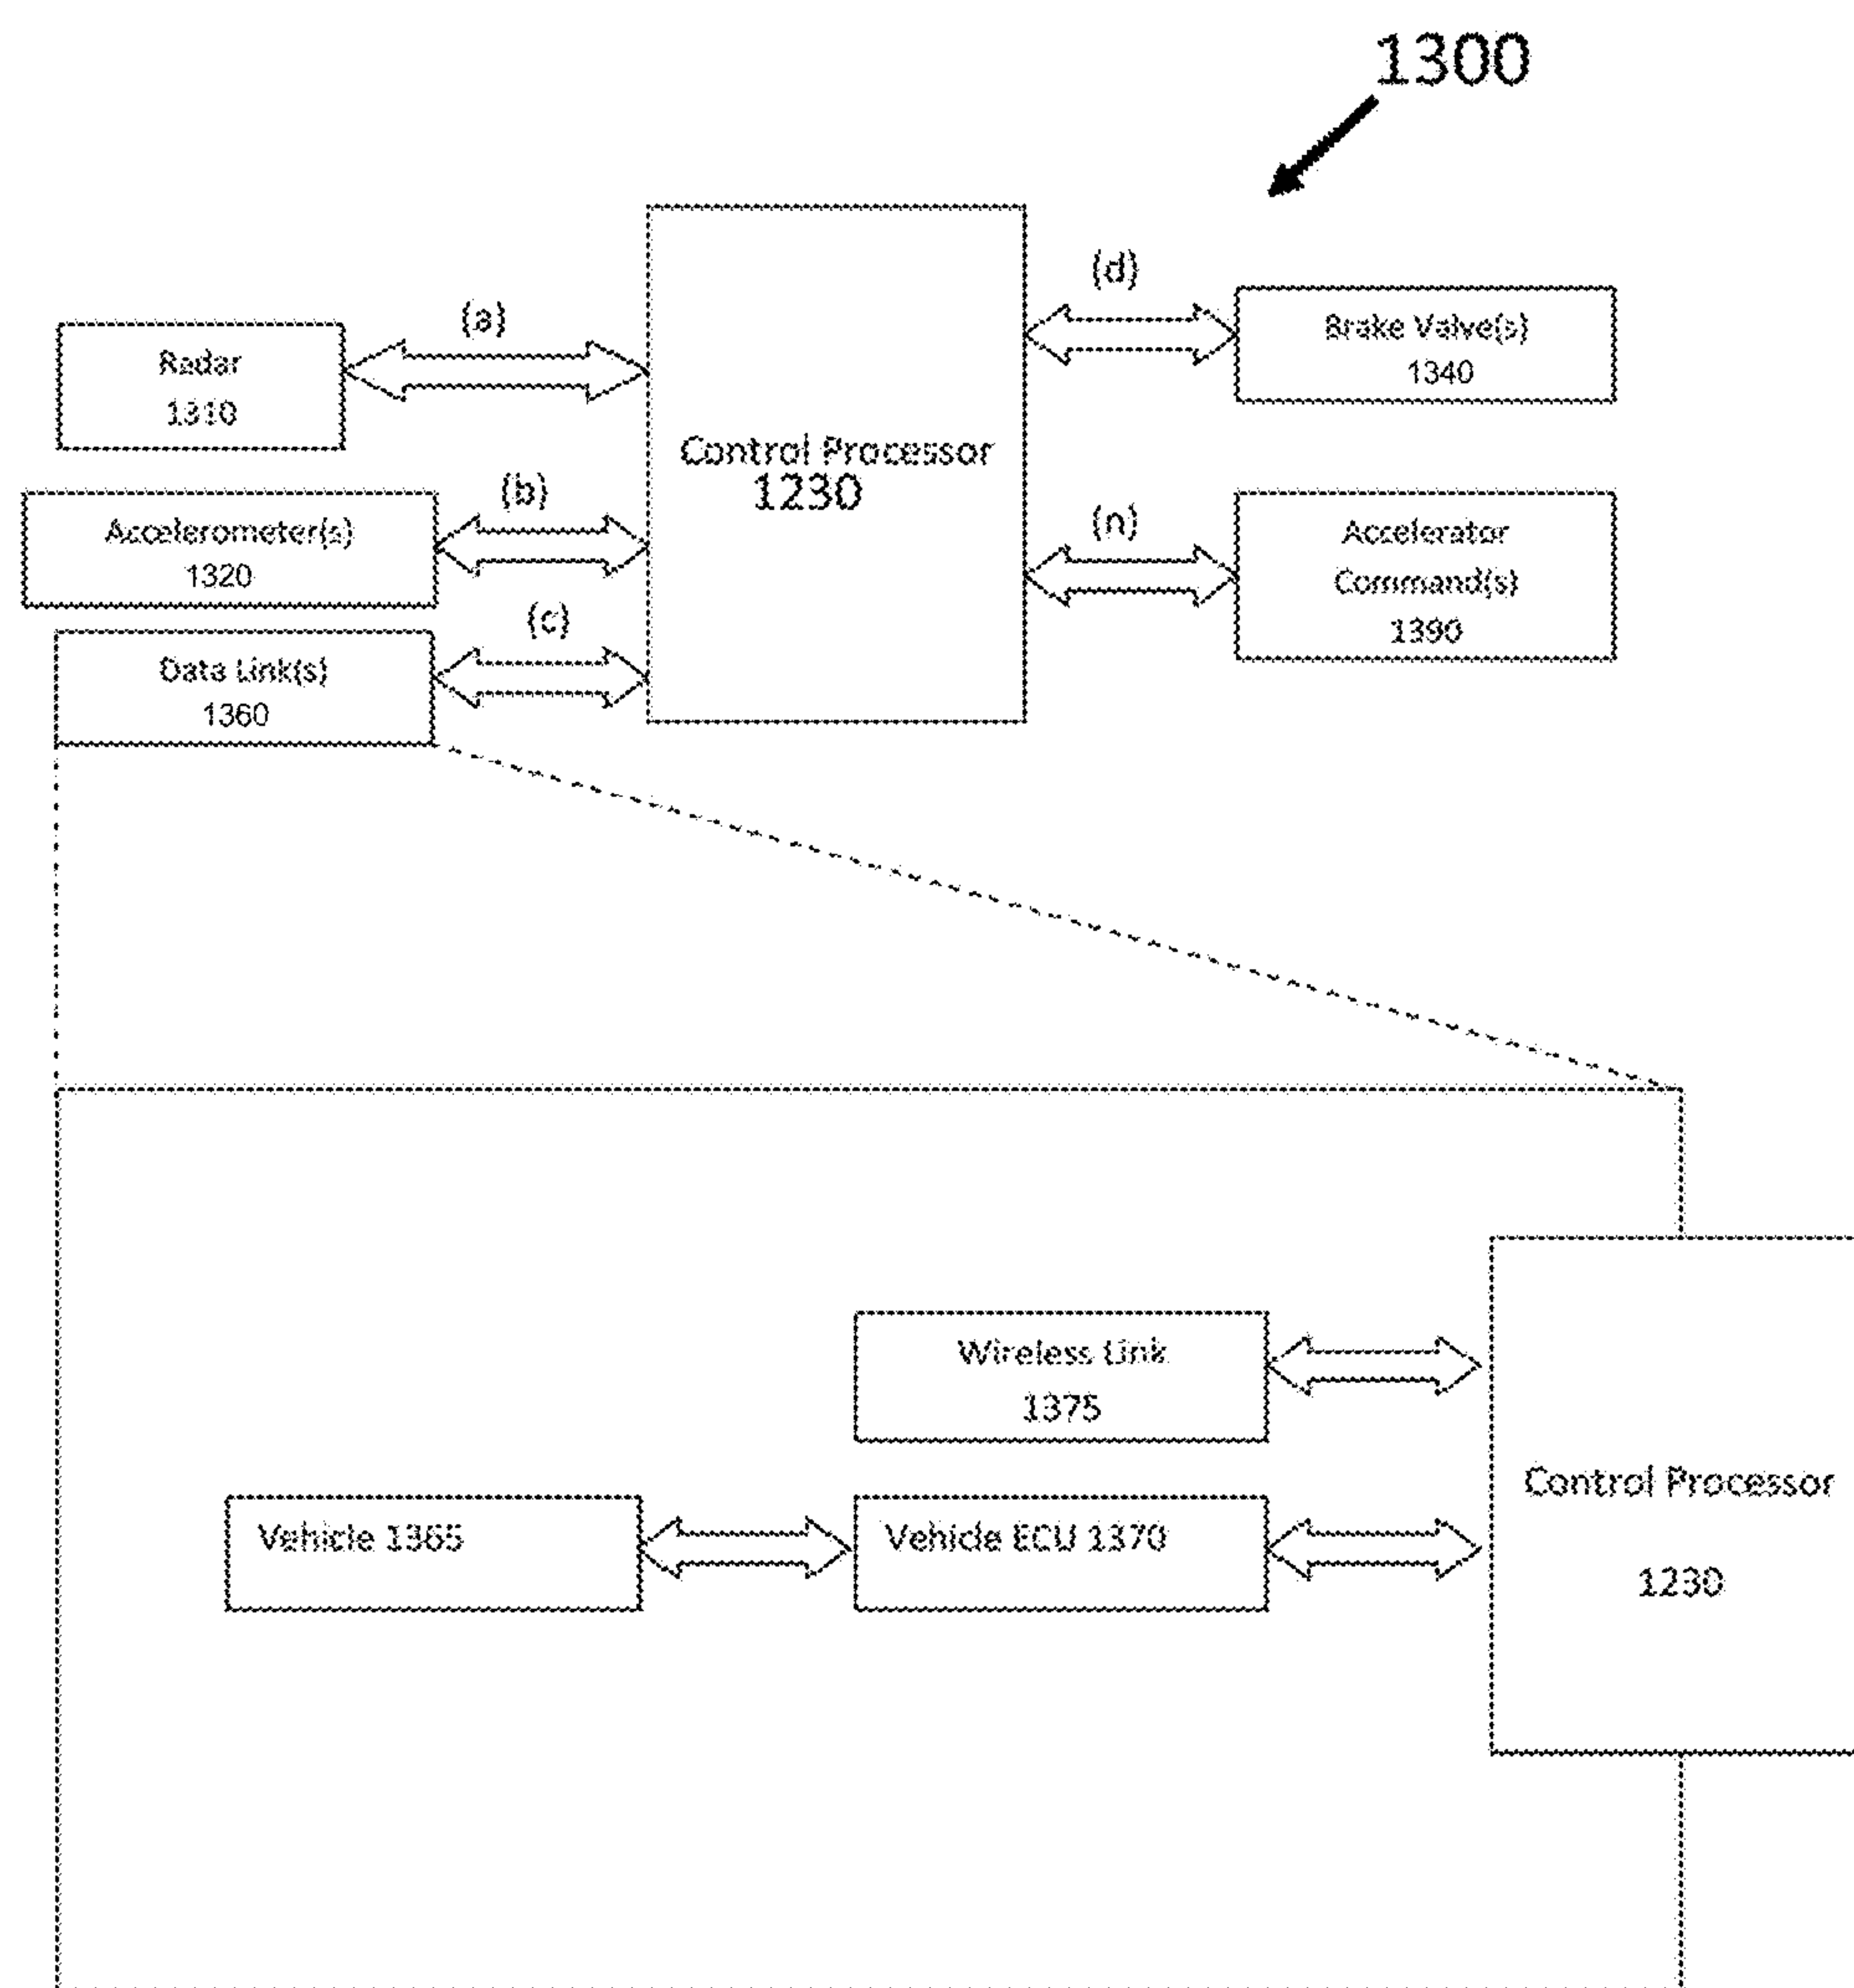 1300
(a)
Radar
1310
(b)
Accelerometer(s)
1320
(c)
Data Link(s)
1360
Control Processor
1230
(d)
Brake Valve(s)
1340
(n)
Accelerator
Command(s)
1390
Wireless Link
1375
Vehicle 1365
Vehicle ECU 1370
Control Processor
1230